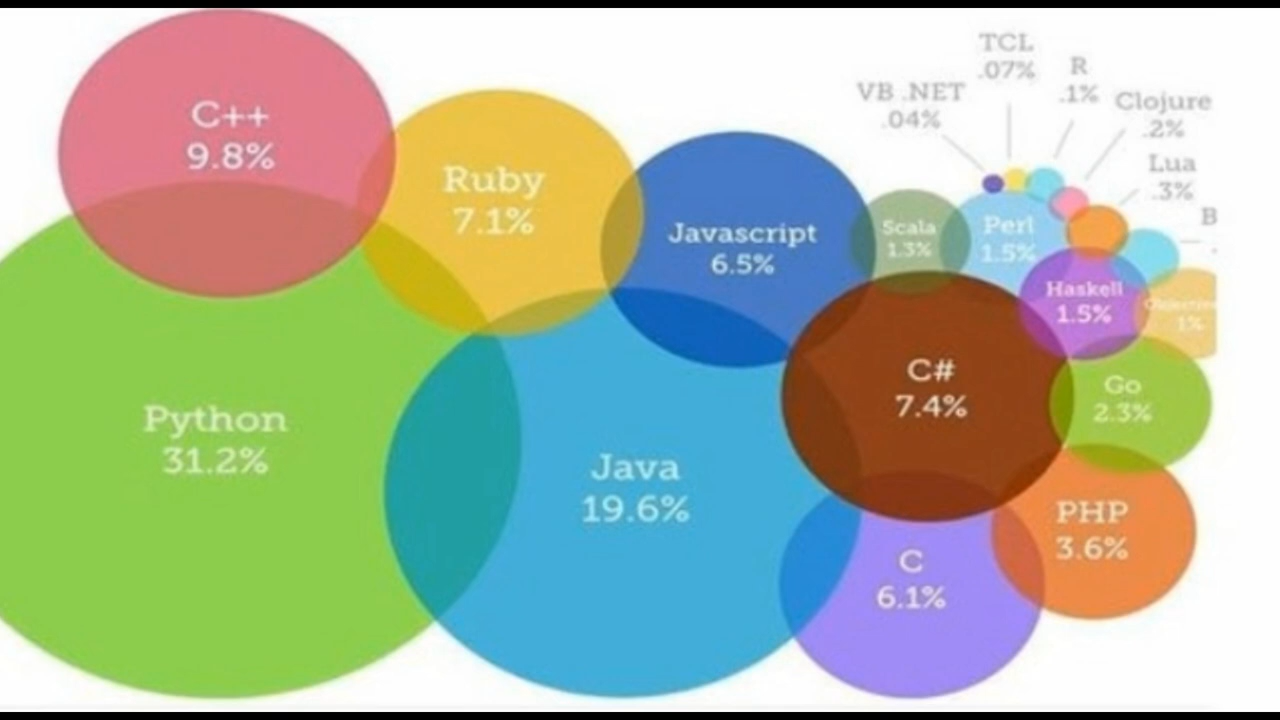 C++
9.8%
Ruby
7.1%
Javascript
6.5%
Python
31.2%
Java
19.6%
Scala
1.3%
Perl
1.5%
VB .NET
.04%
TCL
.07%
R
.1%
Clojure
.2%
Lua
.3%
B
Haskell
1.5%
1%
C#
7.4%
Go
2.3%
C
6.1%
PHP
3.6%